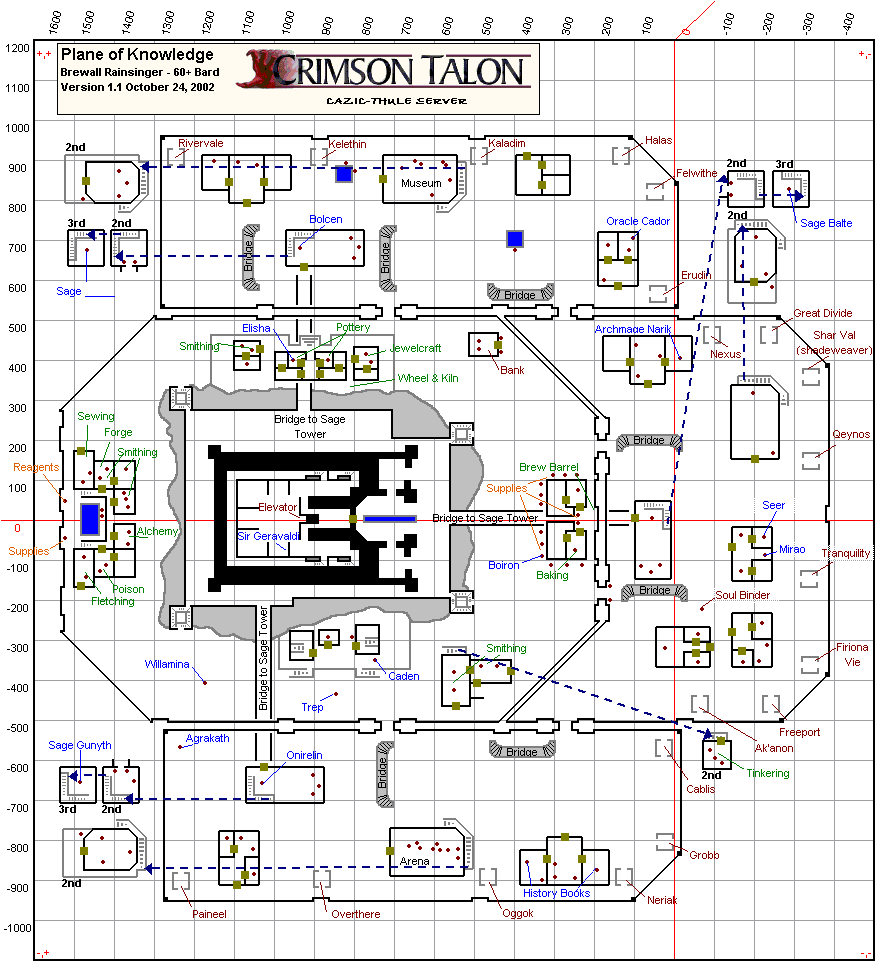 1600
1500
1400
1300
1200
1100
1000
900
800
700
600
500
400
300
200
100
0
-100
-200
-300
-400
1200
1100
1000
900
800
700
600
500
400
300
200
100
0
-100
-200
-300
-400
-500
-600
-700
-800
-900
-1000
Plane of Knowledge
Brewall Rainsinger - 60+ Bard
Version 1.1 October 24, 2002
CRIMSON TALON
CAZIC-THULE SERVER
2nd
Rivervale
Kelethin
Kaladim
Halas
Museum
Felwithe
2nd
3rd
Sage Balte
2nd
3rd
2nd
Bolcen
Bridge
Bridge
Oracle Cador
Sage
Bridge
Erudin
Great Divide
Elisha
Pottery
Smithing
Jewelcraft
Wheel & Kiln
Bank
Archmage Narik
Nexus
Shar Val
(shadeweaver)
Bridge to Sage
Tower
Sewing
Forge
Smithing
Bridge
Qeynos
Reagents
Brew Barrel
Supplies
Elevator
Bridge to Sage Tower
Sir Geravaldi
Seer
Mirao
Alchemy
Suppies
Boiron
Baking
Tranquility
Poison
Fletching
Bridge
Soul Binder
Bridge to Sage Tower
Smithing
Firiona
Vie
Willamina
Caden
Trep
Freeport
Ak'anon
Agrakath
Sage Gunyth
Onirelin
Bridge
Bridge
Cablis
Tinkering
2nd
3rd
2nd
Arena
Grobb
2nd
History Books
Paineel
Overthere
Oggok
Neriak